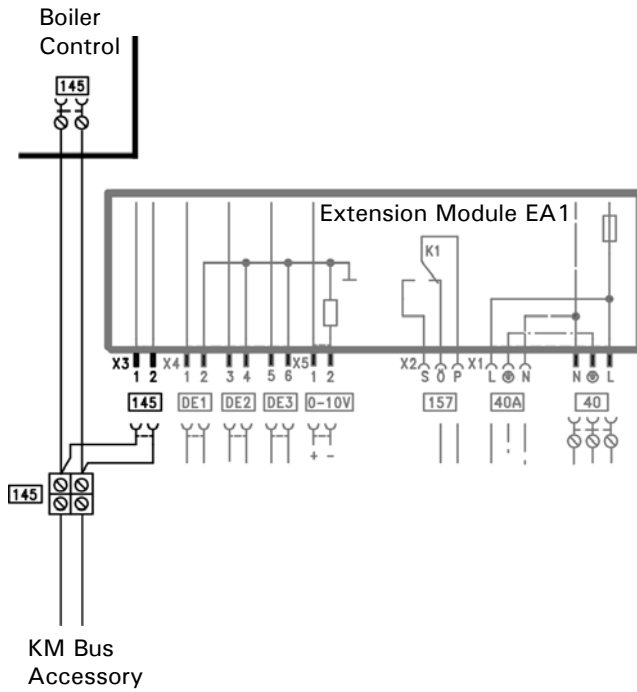 Boiler
Control
145
Extension Module EA1
K1
X3 X4 X5 X2 X1
1 2 1 2 3 4 5 6 1 2 S Ö P L N N L
145 DE1 DE2 DE3 0-10V 157 40A 40
+ -
145
KM Bus
Accessory